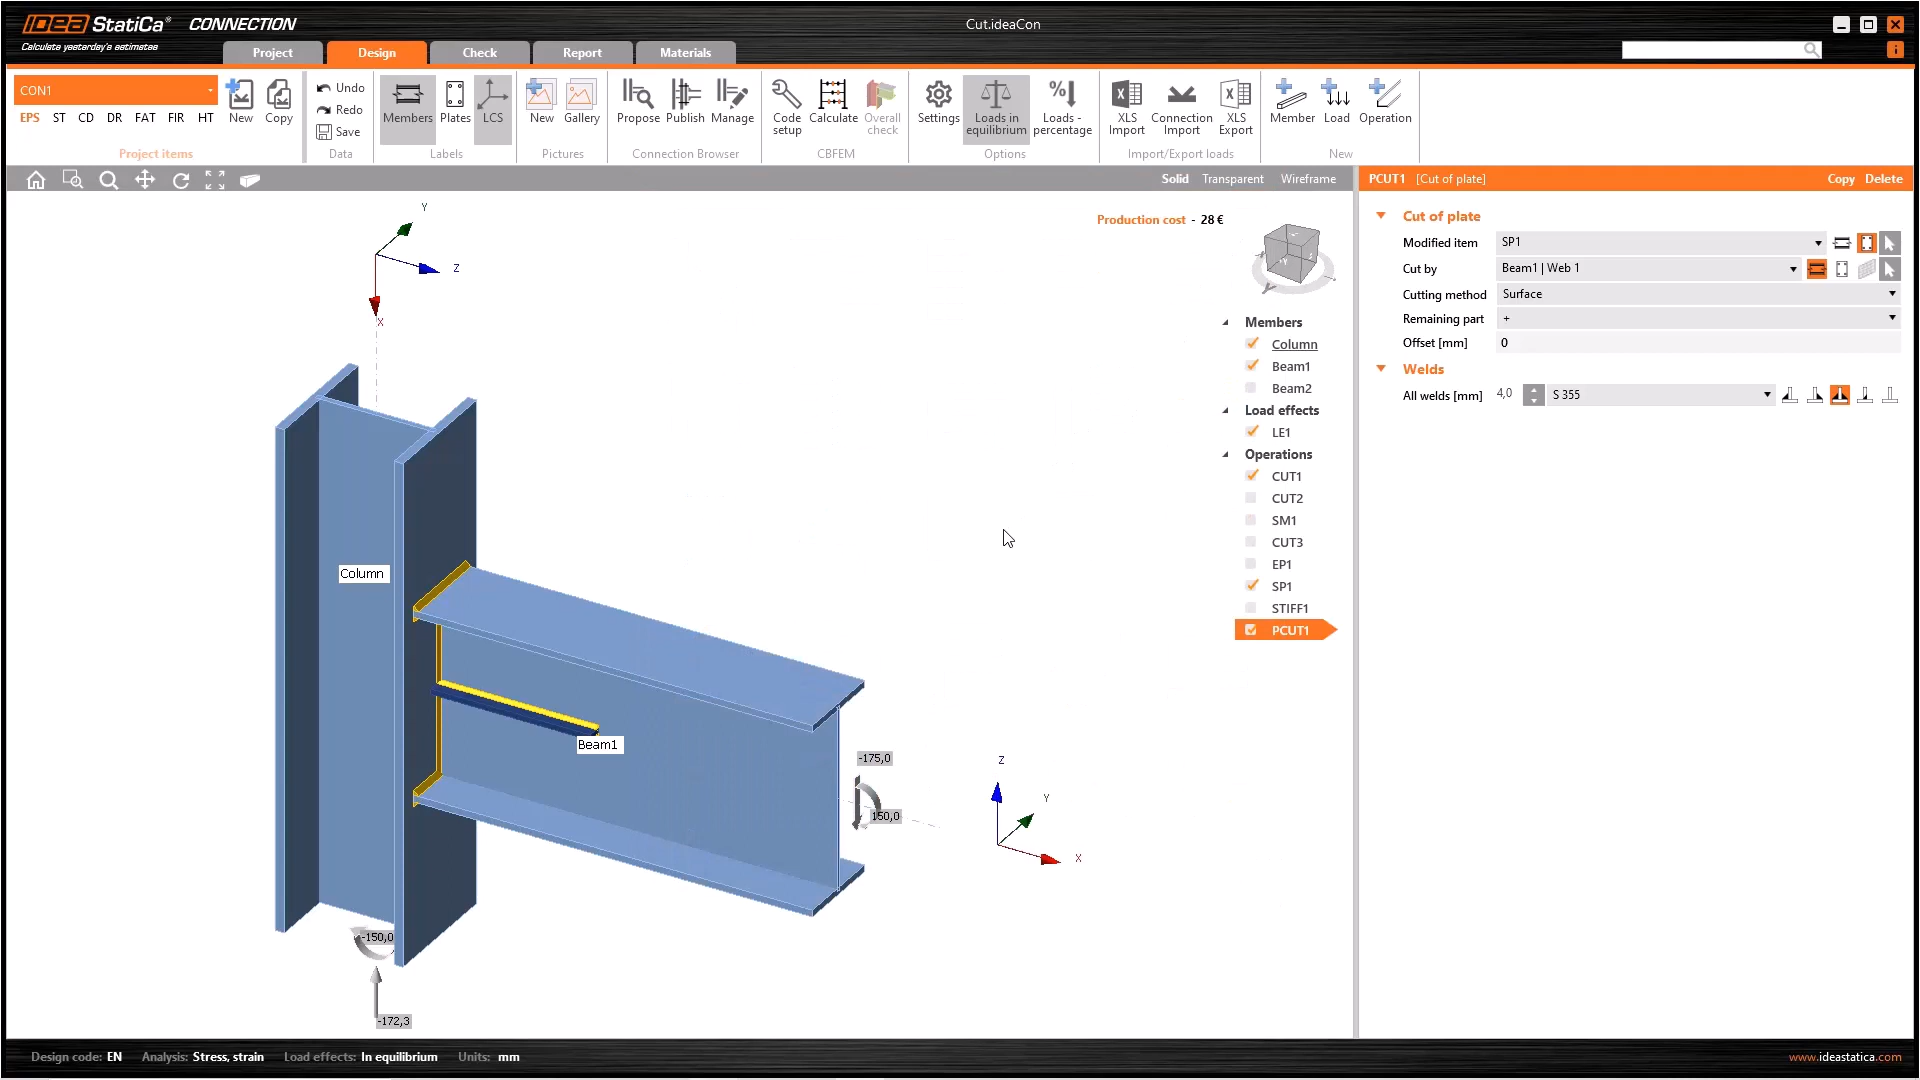 IDEA StatiCa® CONNECTION
Calculate yesterday's estimates
Cut.ideaCon
Project
Design
Check
Report
Materials
CON1
EPS ST CD DR FAT FIR HT
New
Copy
Project items
Undo
Redo
Save
Data
Members
Plates
LCS
Labels
New
Gallery
Pictures
Propose
Publish
Manage
Connection Browser
Code setup
Calculate
Overall check
CBFEM
Settings
Loads in equilibrium
Loads - percentage
Options
XLS Import
Connection Import
XLS Export
Import/Export loads
Member
Load
Operation
New
Solid Transparent Wireframe
PCUT1 [Cut of plate]
Copy Delete
Production cost - 28 €
Y
Z
X
Members
Column
Beam1
Beam2
Load effects
LE1
Operations
CUT1
CUT2
SM1
CUT3
EP1
SP1
STIFF1
PCUT1
Cut of plate
Modified item SP1
Cut by Beam1 | Web 1
Cutting method Surface
Remaining part +
Offset [mm] 0
Welds
All welds [mm] 4,0 S 355
Column
Beam1
-175,0
150,0
Z
Y
X
-150,0
-172,3
Design code: EN Analysis: Stress, strain Load effects: In equilibrium Units: mm
www.ideastatica.com